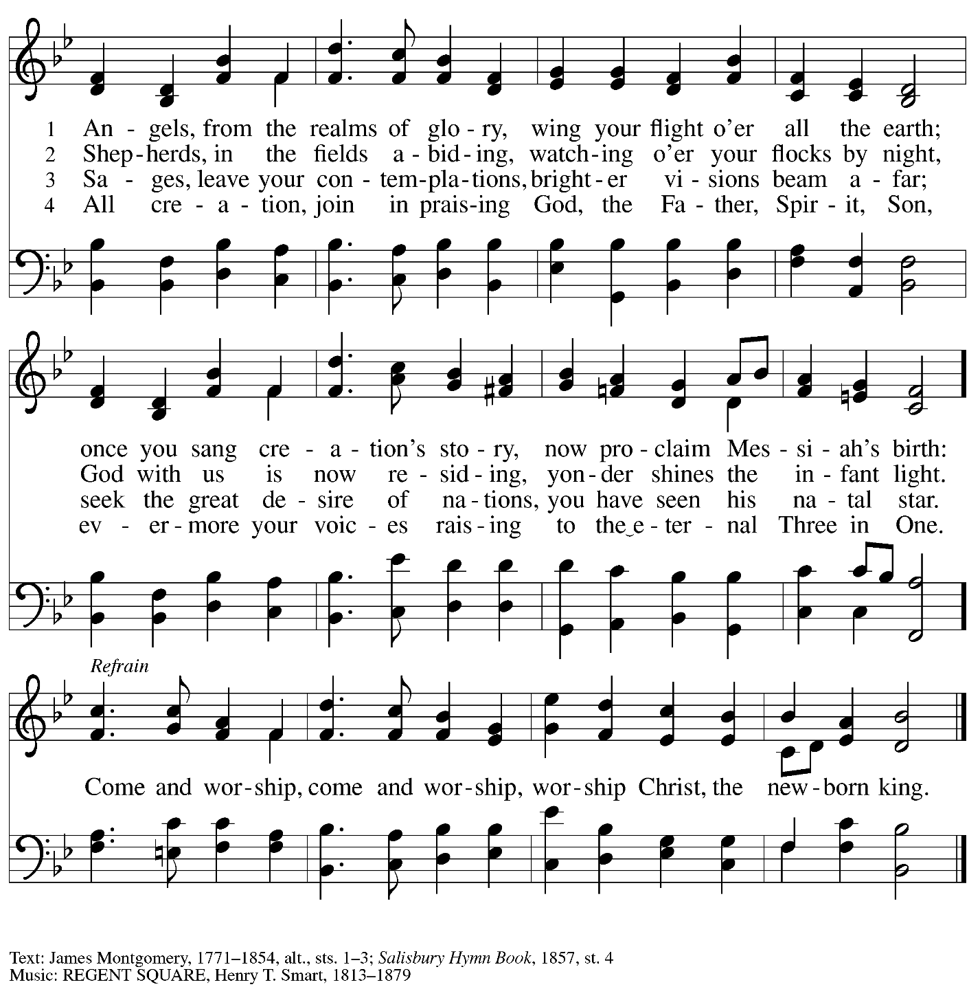 1 An - gels, from the realms of glo - ry, wing your flight o'er all the earth;
2 Shep - herds, in the fields a - bid - ing, watch - ing o'er your flocks by night,
3 Sa - ges, leave your con - tem - pla - tions, bright - er vi - sions beam a - far;
4 All cre - a - tion, join in prais - ing God, the Fa - ther, Spir - it, Son,
once you sang cre - a - tion's sto - ry, now pro - claim Mes - si - ah's birth:
God with us is now re - sid - ing, yon - der shines the in - fant light.
seek the great de - sire of na - tions, you have seen his na - tal star.
ev - er - more your voic - es rais - ing to the e - ter - nal Three in One.
Refrain
Come and wor - ship, come and wor - ship, wor - ship Christ, the new - born king.
Text: James Montgomery, 1771–1854, alt., sts. 1–3; Salisbury Hymn Book, 1857, st. 4
Music: REGENT SQUARE, Henry T. Smart, 1813–1879